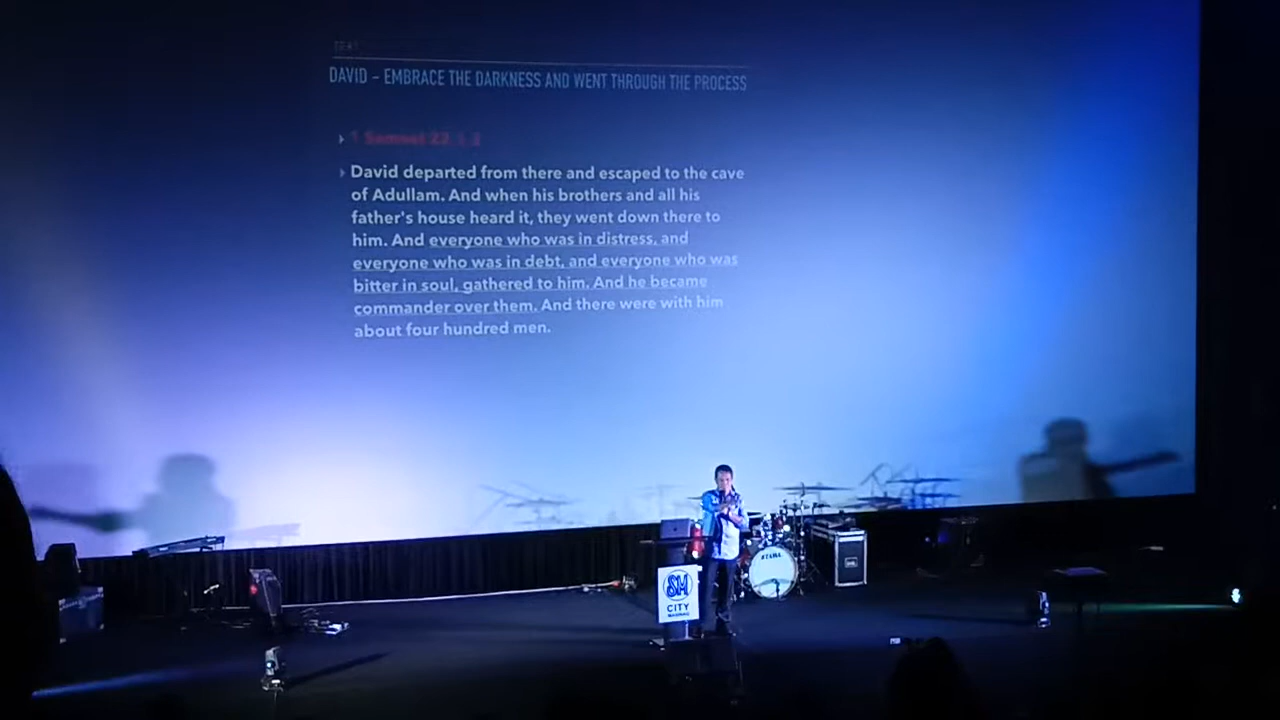 TEXT
DAVID – EMBRACE THE DARKNESS AND WENT THROUGH THE PROCESS
1 Samuel 22
David departed from there and escaped to the cave
of Adullam. And when his brothers and all his
father's house heard it, they went down there to
him. And everyone who was in distress, and
everyone who was in debt, and everyone who was
bitter in soul, gathered to him. And he became
commander over them. And there were with him
about four hundred men.
TAMA
SM
CITY